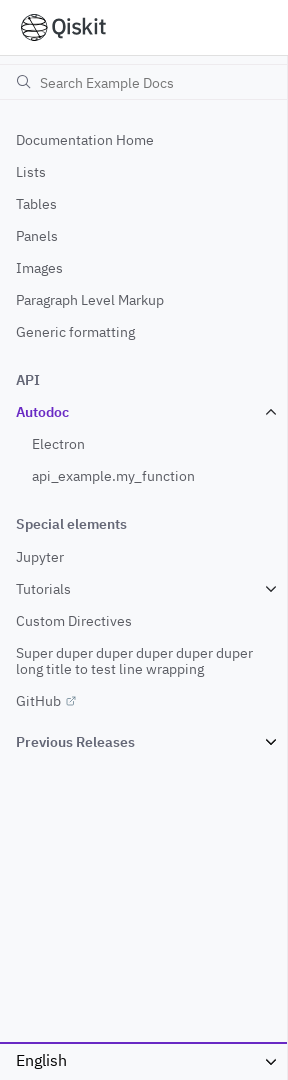 Qiskit
Search Example Docs
Documentation Home
Lists
Tables
Panels
Images
Paragraph Level Markup
Generic formatting
API
Autodoc
Electron
api_example.my_function
Special elements
Jupyter
Tutorials
Custom Directives
Super duper duper duper duper duper
long title to test line wrapping
GitHub
Previous Releases
English